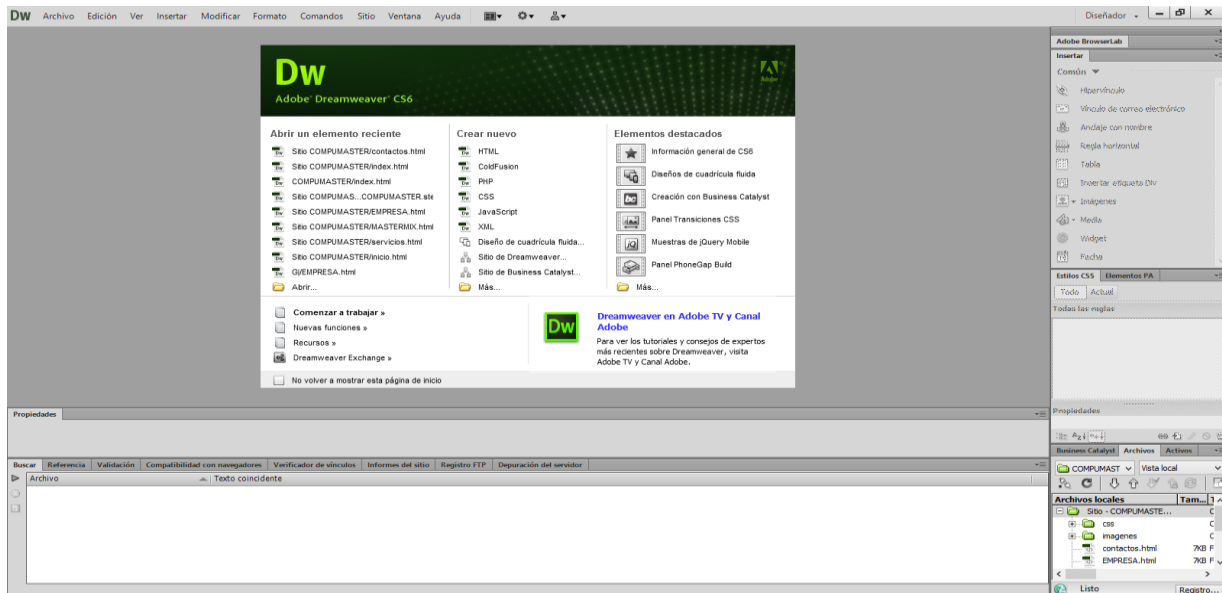 Dw Archivo Edición Ver Insertar Modificar Formato Comandos Sitio Ventana Ayuda Diseñador
Dw
Adobe® Dreamweaver® CS6
Adobe
Abrir un elemento reciente
Sitio COMPUMASTER/contactos.html
Sitio COMPUMASTER/index.html
COMPUMASTER/index.html
Sitio COMPUMAS...COMPUMASTER.ste
Sitio COMPUMASTER/EMPRESA.html
Sitio COMPUMASTER/MASTERMIX.html
Sitio COMPUMASTER/servicios.html
Sitio COMPUMASTER/inicio.html
GJ/EMPRESA.html
Abrir...
Crear nuevo
HTML
ColdFusion
PHP
CSS
JavaScript
XML
Diseño de cuadrícula fluida...
Sitio de Dreamweaver...
Sitio de Business Catalyst...
Más...
Elementos destacados
Información general de CS6
Diseños de cuadrícula fluida
Creación con Business Catalyst
Panel Transiciones CSS
Muestras de jQuery Mobile
Panel PhoneGap Build
Más...
Comenzar a trabajar »
Nuevas funciones »
Recursos »
Dreamweaver Exchange »
Dw
Dreamweaver en Adobe TV y Canal
Adobe
Para ver los tutoriales y consejos de expertos
más recientes sobre Dreamweaver, visita
Adobe TV y Canal Adobe.
No volver a mostrar esta página de inicio
Propiedades
Buscar Referencia Validación Compatibilidad con navegadores Verificador de vínculos Informes del sitio Registro FTP Depuración del servidor
Archivo Texto coincidente
Adobe BrowserLab
Insertar
Común
Hipervínculo
Vínculo de correo electrónico
Anclaje con nombre
Regla horizontal
Tabla
Insertar etiqueta Div
Imágenes
Media
Widget
Fecha
Estilos CSS Elementos PA
Todo Actual
Todas las reglas
Propiedades
Business Catalyst Archivos Activos
COMPUMAST Vista local
Archivos locales Tam... T
Sitio - COMPUMASTE... C
css C
imagenes C
contactos.html 7KB F
EMPRESA.html 7KB F
Listo Registro...